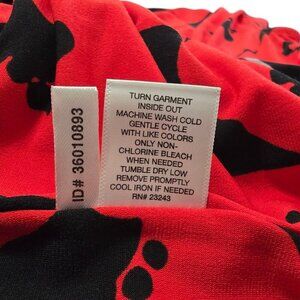 ID# 36010893
TURN GARMENT
INSIDE OUT
MACHINE WASH COLD
GENTLE CYCLE
WITH LIKE COLORS
ONLY NON-
CHLORINE BLEACH
WHEN NEEDED
TUMBLE DRY LOW
REMOVE PROMPTLY
COOL IRON IF NEEDED
RN# 23243